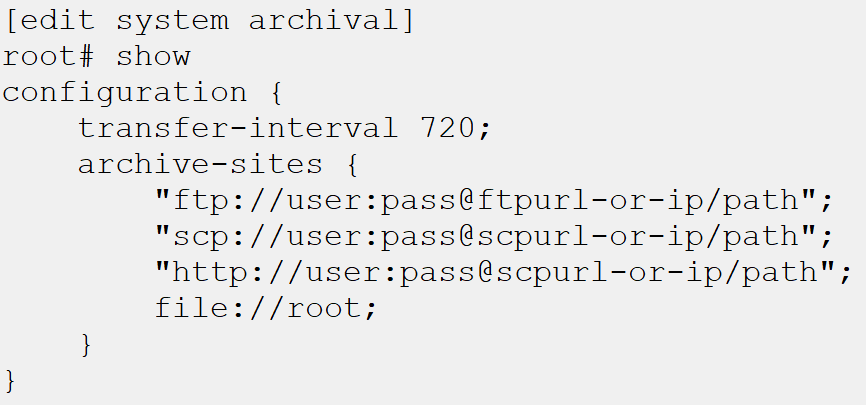 [edit system archival]
root# show
configuration {
    transfer-interval 720;
    archive-sites {
        "ftp://user:pass@ftpurl-or-ip/path";
        "scp://user:pass@scpurl-or-ip/path";
        "http://user:pass@scpurl-or-ip/path";
        file://root;
    }
}